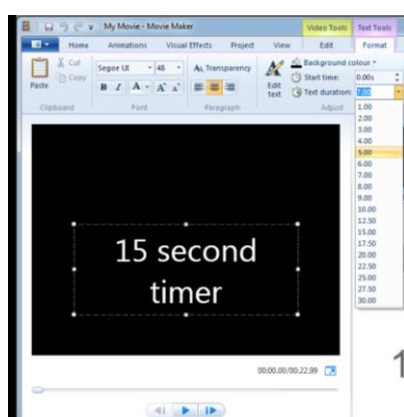 My Movie - Movie Maker
Video Tools
Text Tools
Home
Animations
Visual Effects
Project
View
Edit
Format
Paste
Cut
Copy
Clipboard
Segoe UI
48
B I A A A
Font
Transparency
Paragraph
Edit
text
Background colour
Start time: 0.00s
Text duration: 7.00
Adjust
1.00
2.00
3.00
4.00
5.00
6.00
7.00
8.00
9.00
10.00
12.50
15.00
17.50
20.00
22.50
25.00
27.50
30.00
15 second
timer
00:00.00/00:22.99
1